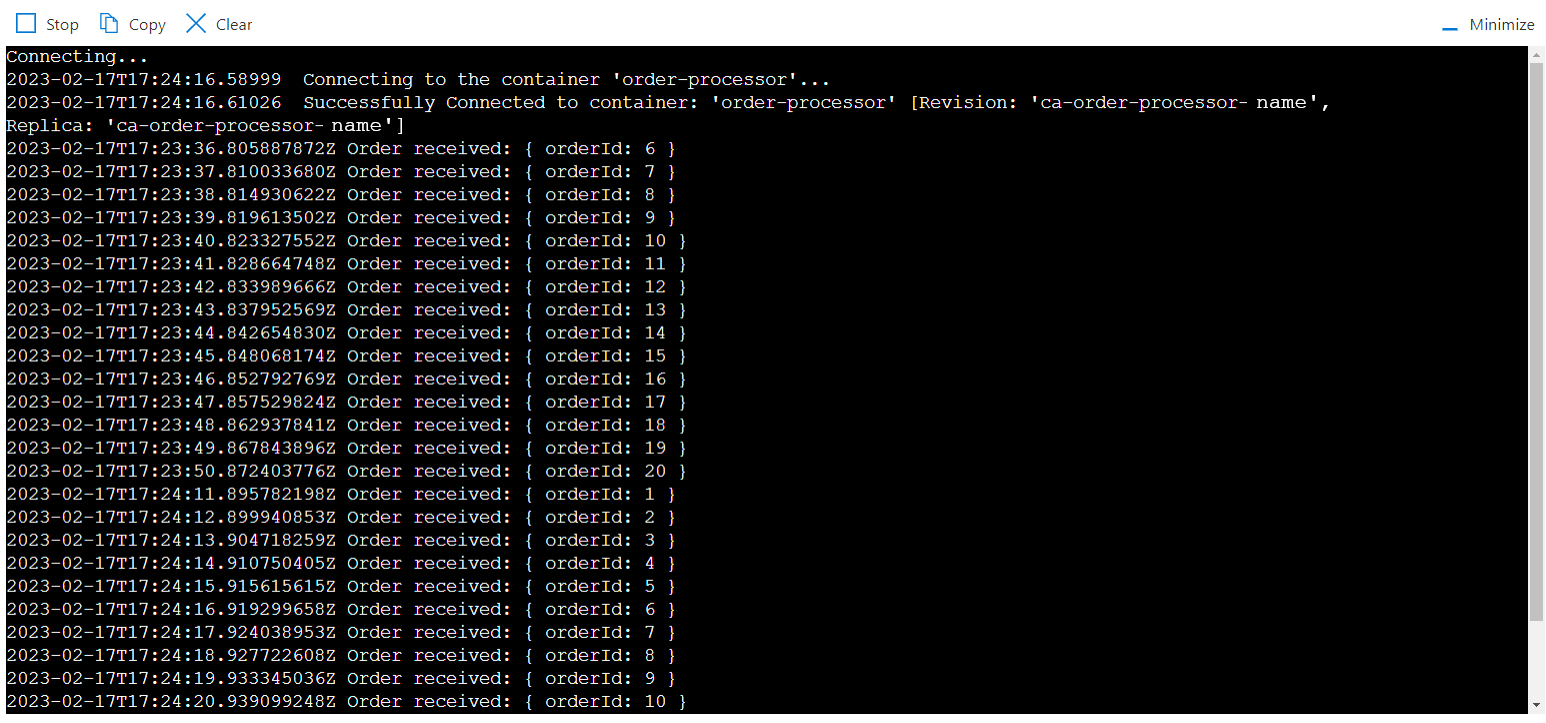 Stop Copy Clear Minimize
Connecting...
2023-02-17T17:24:16.58999  Connecting to the container 'order-processor'...
2023-02-17T17:24:16.61026  Successfully Connected to container: 'order-processor' [Revision: 'ca-order-processor- name',
Replica: 'ca-order-processor- name']
2023-02-17T17:23:36.805887872Z Order received: { orderId: 6 }
2023-02-17T17:23:37.810033680Z Order received: { orderId: 7 }
2023-02-17T17:23:38.814930622Z Order received: { orderId: 8 }
2023-02-17T17:23:39.819613502Z Order received: { orderId: 9 }
2023-02-17T17:23:40.823327552Z Order received: { orderId: 10 }
2023-02-17T17:23:41.828664748Z Order received: { orderId: 11 }
2023-02-17T17:23:42.833989666Z Order received: { orderId: 12 }
2023-02-17T17:23:43.837952569Z Order received: { orderId: 13 }
2023-02-17T17:23:44.842654830Z Order received: { orderId: 14 }
2023-02-17T17:23:45.848068174Z Order received: { orderId: 15 }
2023-02-17T17:23:46.852792769Z Order received: { orderId: 16 }
2023-02-17T17:23:47.857529824Z Order received: { orderId: 17 }
2023-02-17T17:23:48.862937841Z Order received: { orderId: 18 }
2023-02-17T17:23:49.867843896Z Order received: { orderId: 19 }
2023-02-17T17:23:50.872403776Z Order received: { orderId: 20 }
2023-02-17T17:24:11.895782198Z Order received: { orderId: 1 }
2023-02-17T17:24:12.899940853Z Order received: { orderId: 2 }
2023-02-17T17:24:13.904718259Z Order received: { orderId: 3 }
2023-02-17T17:24:14.910750405Z Order received: { orderId: 4 }
2023-02-17T17:24:15.915615615Z Order received: { orderId: 5 }
2023-02-17T17:24:16.919299658Z Order received: { orderId: 6 }
2023-02-17T17:24:17.924038953Z Order received: { orderId: 7 }
2023-02-17T17:24:18.927722608Z Order received: { orderId: 8 }
2023-02-17T17:24:19.933345036Z Order received: { orderId: 9 }
2023-02-17T17:24:20.939099248Z Order received: { orderId: 10 }